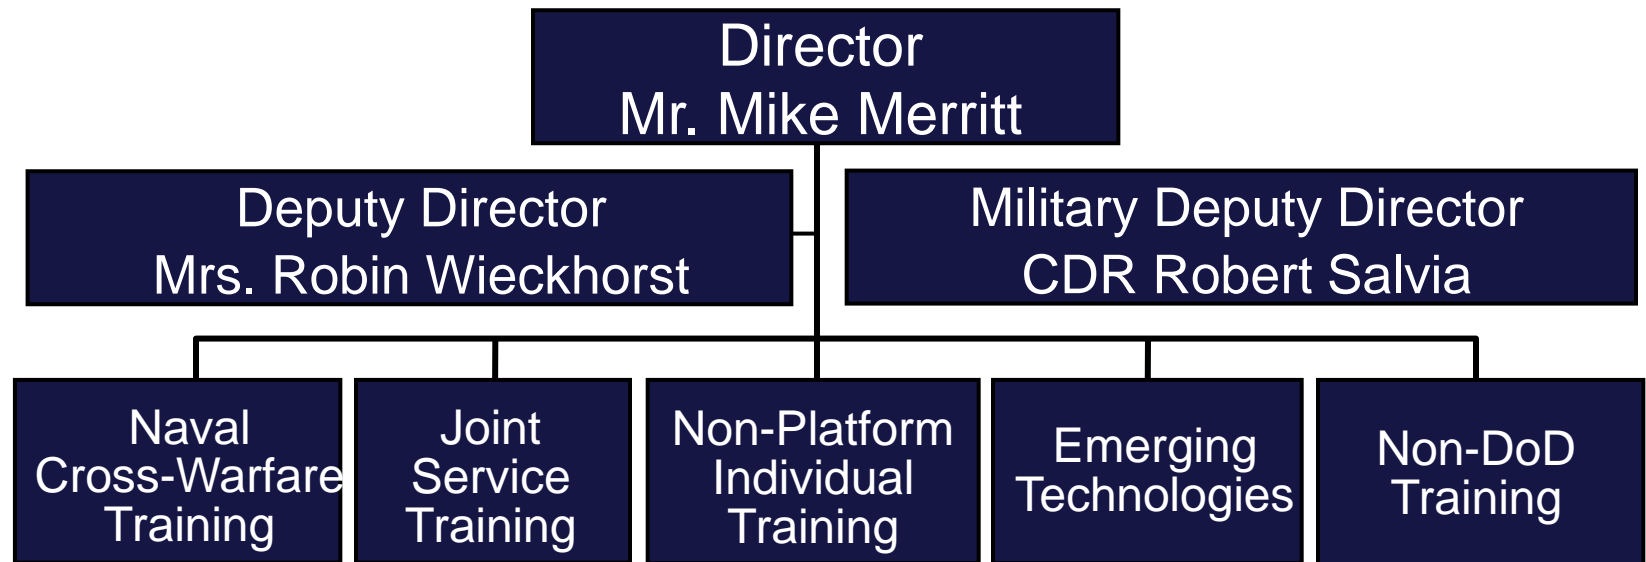 Director
Mr. Mike Merritt
Deputy Director
Mrs. Robin Wieckhorst
Military Deputy Director
CDR Robert Salvia
Naval
Cross-Warfare
Training
Joint
Service
Training
Non-Platform
Individual
Training
Emerging
Technologies
Non-DoD
Training